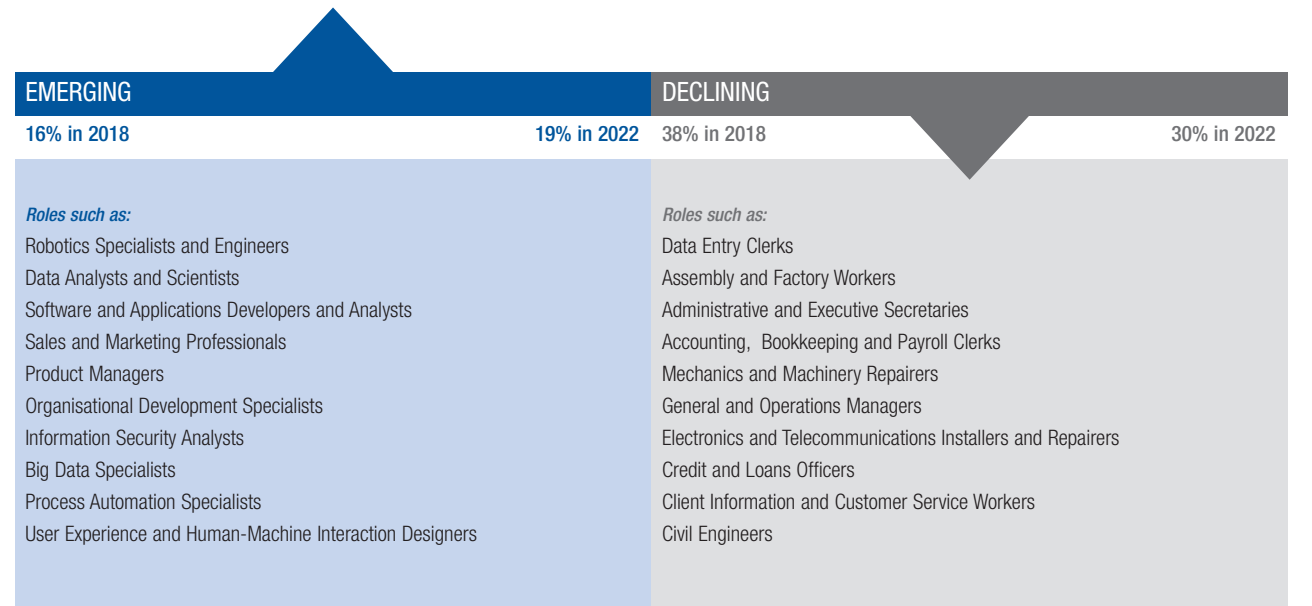 EMERGING
16% in 2018
19% in 2022
Roles such as:
Robotics Specialists and Engineers
Data Analysts and Scientists
Software and Applications Developers and Analysts
Sales and Marketing Professionals
Product Managers
Organisational Development Specialists
Information Security Analysts
Big Data Specialists
Process Automation Specialists
User Experience and Human-Machine Interaction Designers
DECLINING
38% in 2018
30% in 2022
Roles such as:
Data Entry Clerks
Assembly and Factory Workers
Administrative and Executive Secretaries
Accounting,  Bookkeeping and Payroll Clerks
Mechanics and Machinery Repairers
General and Operations Managers
Electronics and Telecommunications Installers and Repairers
Credit and Loans Officers
Client Information and Customer Service Workers
Civil Engineers